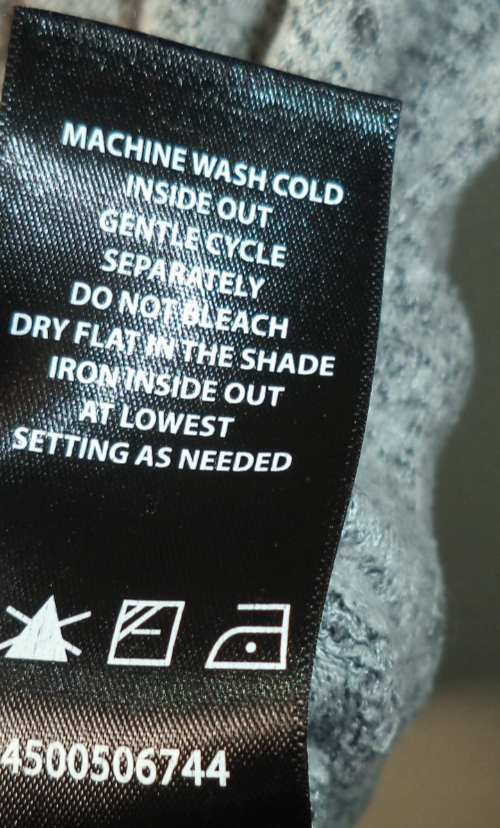 MACHINE WASH COLD
INSIDE OUT
GENTLE CYCLE
SEPARATELY
DO NOT BLEACH
DRY FLAT IN THE SHADE
IRON INSIDE OUT
AT LOWEST
SETTING AS NEEDED
4500506744